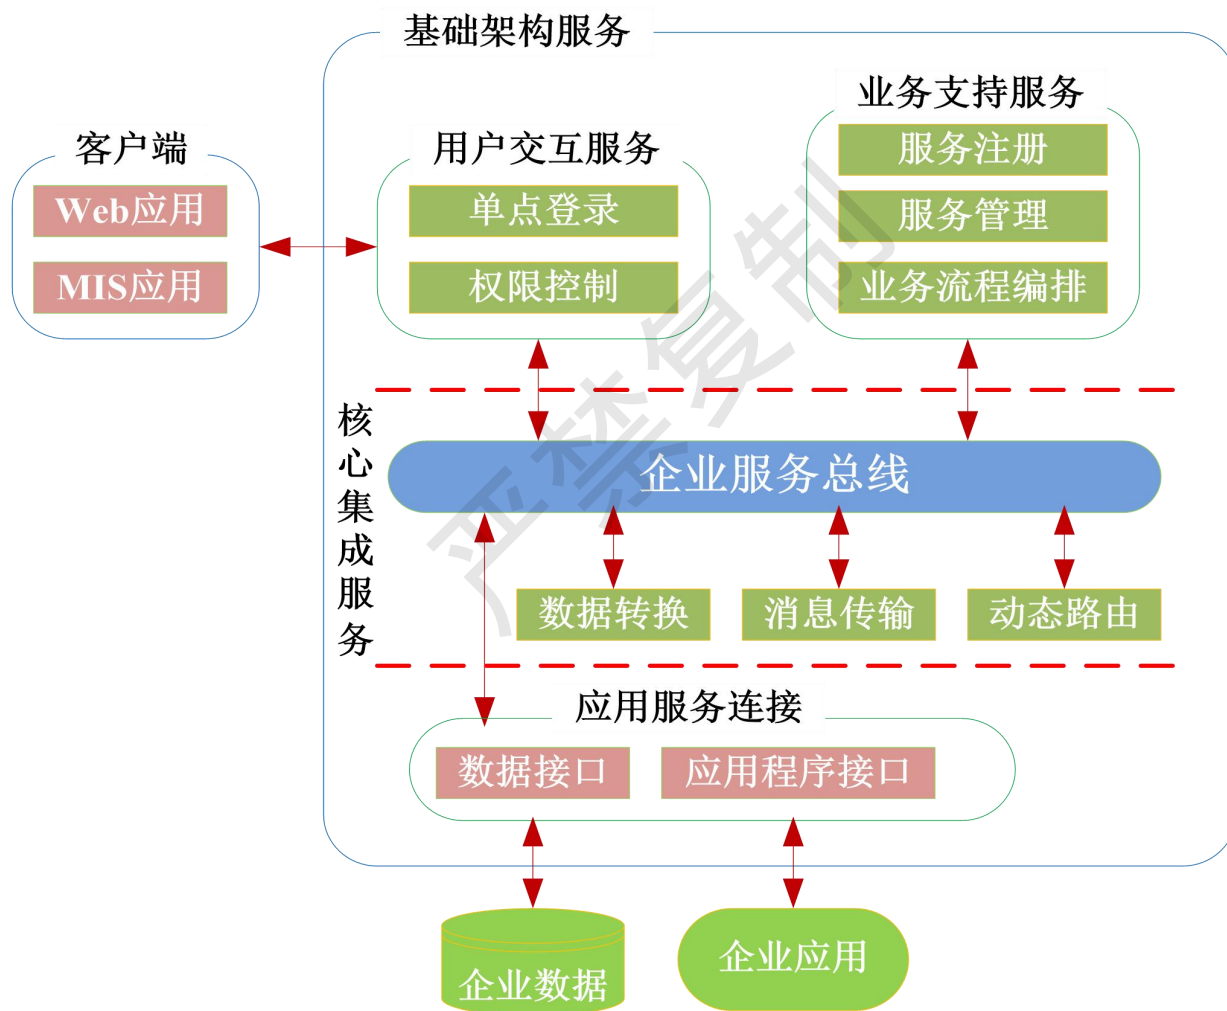 基础架构服务
业务支持服务
客户端
用户交互服务
服务注册
Web应用
单点登录
服务管理
MIS应用
权限控制
业务流程编排
核心集成服务
企业服务总线
数据转换
消息传输
动态路由
应用服务连接
数据接口
应用程序接口
企业数据
企业应用
严禁复制